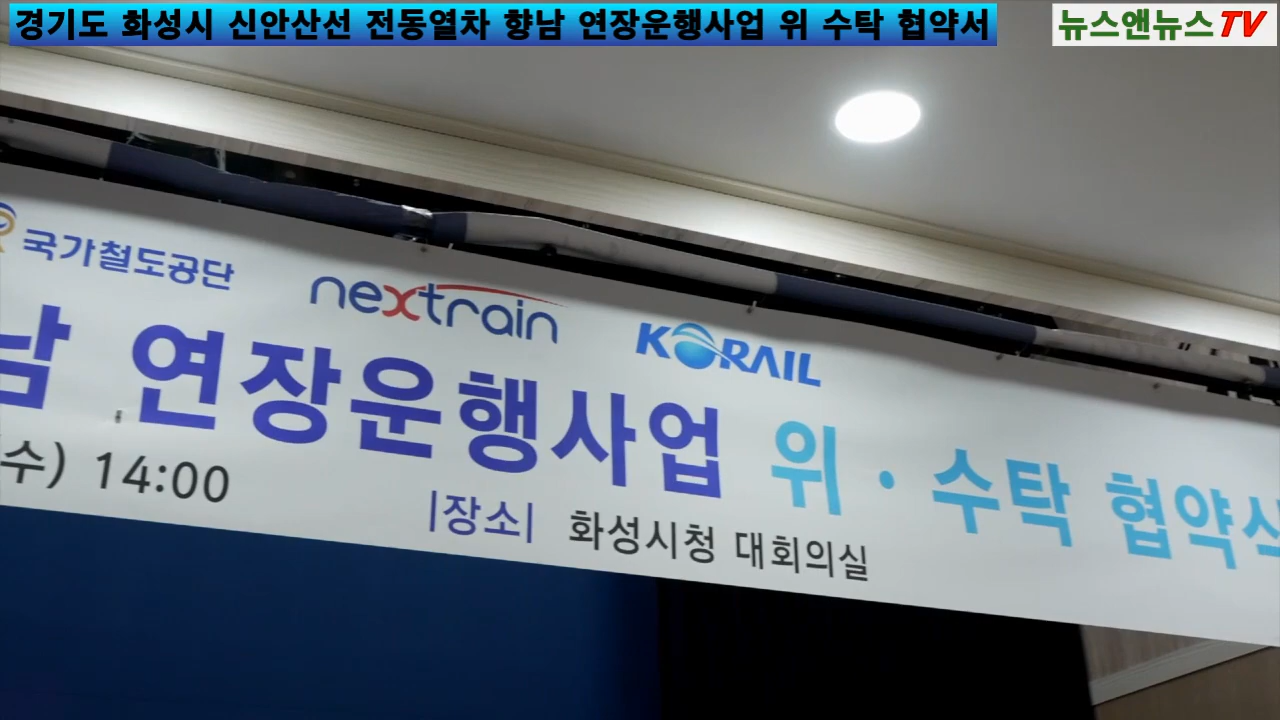 경기도 화성시 신안산선 전동열차 향남 연장운행사업 위 수탁 협약서
뉴스앤뉴스TV
국가철도공단 nextrain KORAIL
남 연장운행사업 위·수탁 협약식
(수) 14:00 |장소| 화성시청 대회의실